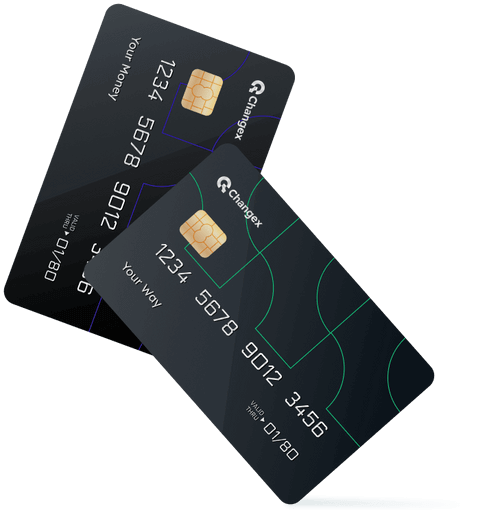 Changex
1234 5678 9012
Your Money
VALID
THRU
01/80
Changex
1234 5678 9012 3456
Your Way
VALID
THRU
01/80